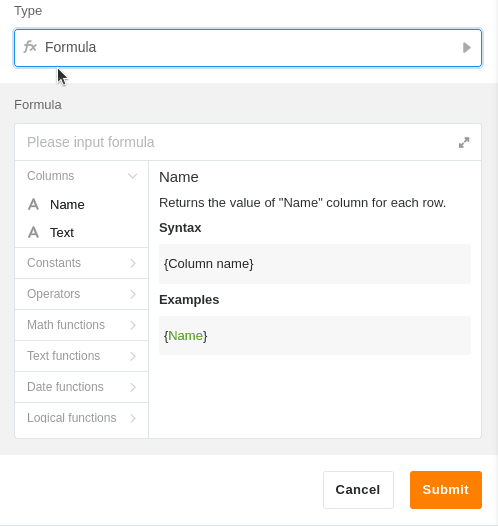 Type
fx Formula
Formula
Please input formula
Columns
Name
Text
Constants
Operators
Math functions
Text functions
Date functions
Logical functions
Name
Returns the value of "Name" column for each row.
Syntax
{Column name}
Examples
{Name}
Cancel
Submit